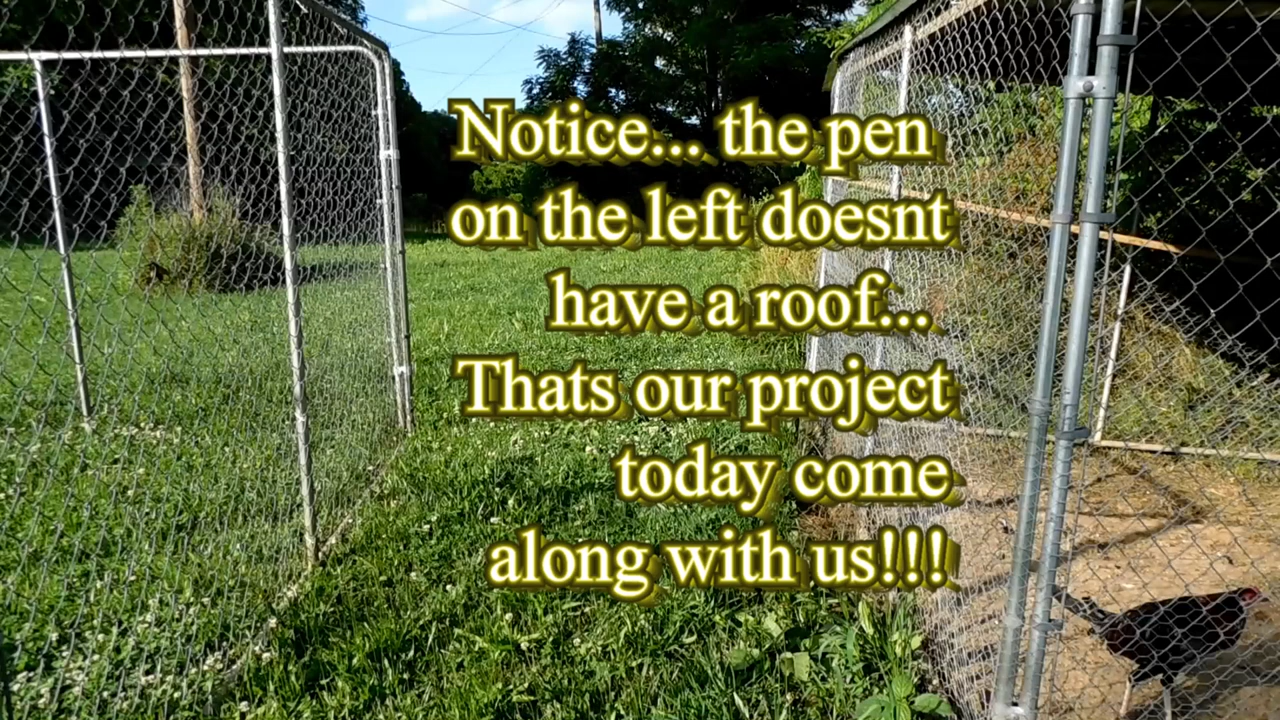 Notice... the pen
on the left doesnt
have a roof...
Thats our project
today come
along with us!!!